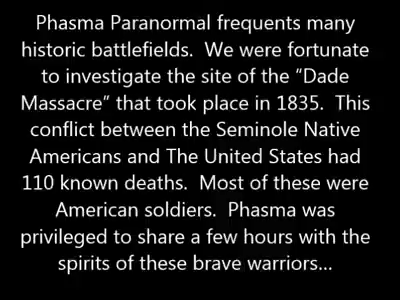 Phasma Paranormal frequents many
historic battlefields.  We were fortunate
to investigate the site of the "Dade
Massacre" that took place in 1835.  This
conflict between the Seminole Native
Americans and The United States had
110 known deaths.  Most of these were
American soldiers.  Phasma was
privileged to share a few hours with the
spirits of these brave warriors...